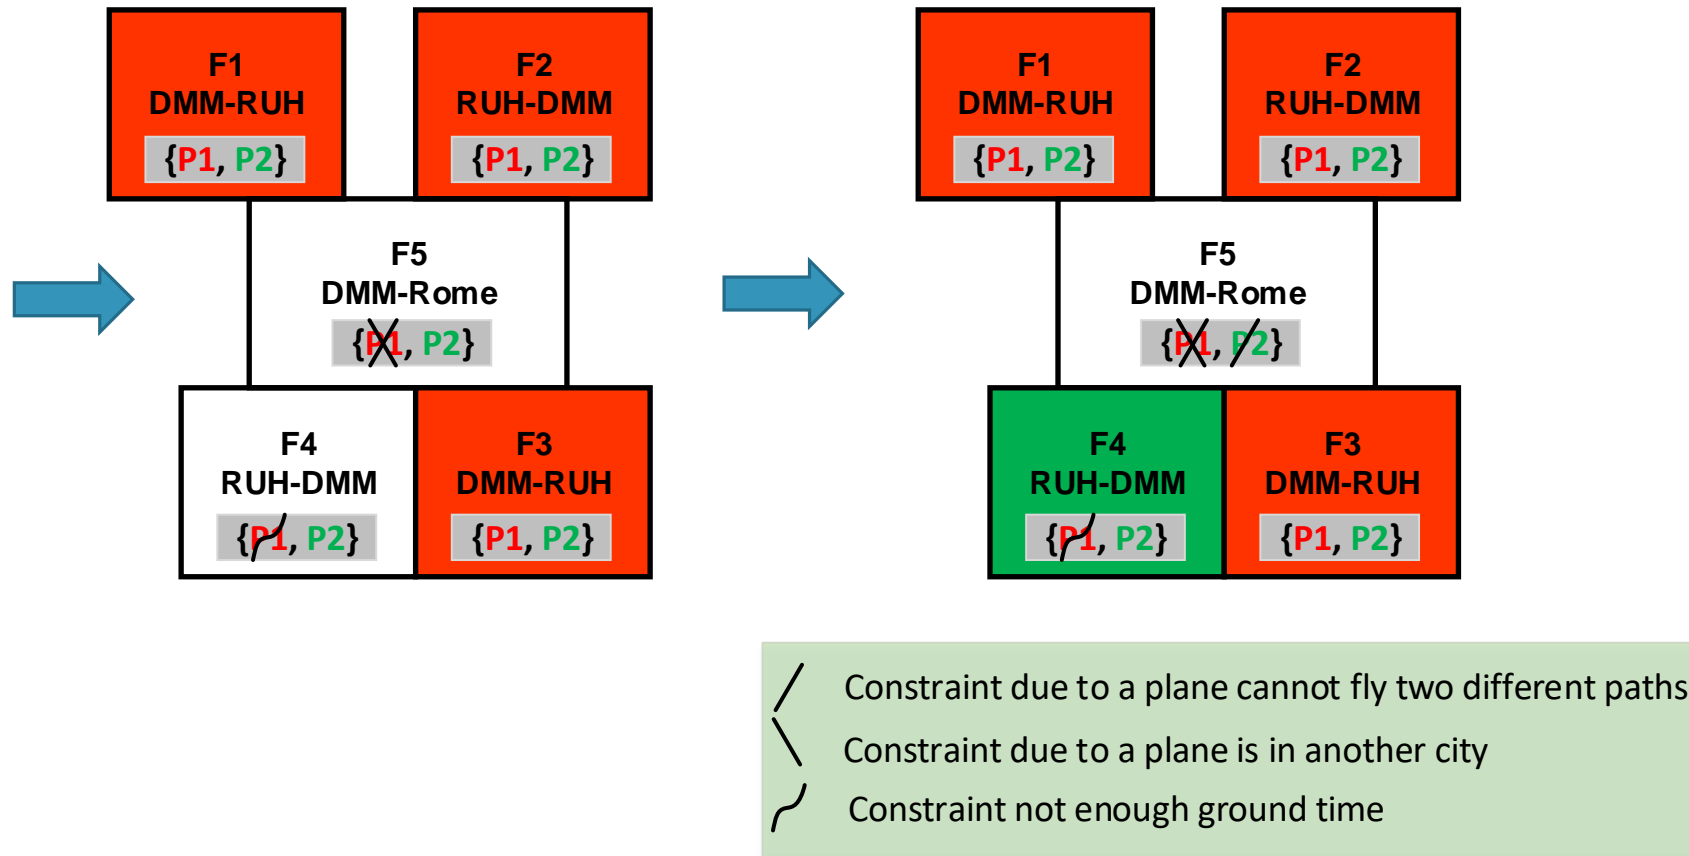 F1
DMM-RUH
{P1, P2}
F2
RUH-DMM
{P1, P2}
F5
DMM-Rome
{P1, P2}
F4
RUH-DMM
{P1, P2}
F3
DMM-RUH
{P1, P2}
F1
DMM-RUH
{P1, P2}
F2
RUH-DMM
{P1, P2}
F5
DMM-Rome
{P1, P2}
F4
RUH-DMM
{P1, P2}
F3
DMM-RUH
{P1, P2}
Constraint due to a plane cannot fly two different paths
Constraint due to a plane is in another city
Constraint not enough ground time